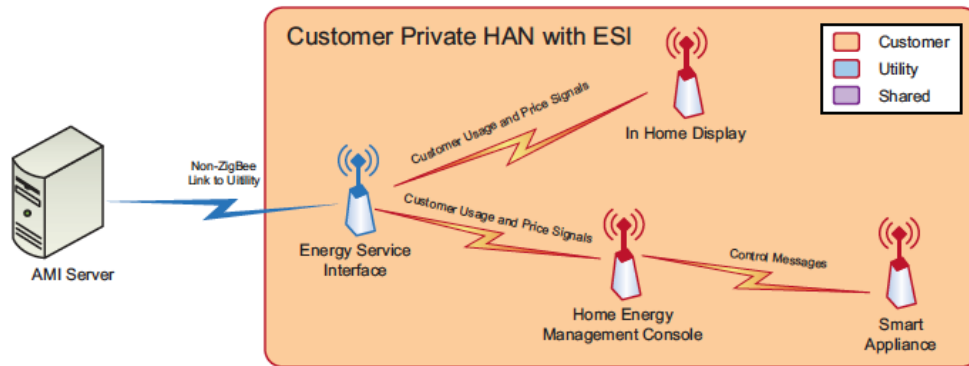 Customer Private HAN with ESI
Customer
Utility
Shared
Customer Usage and Price Signals
In Home Display
Non-ZigBee
Link to Uitility
Customer Usage and Price Signals
Energy Service
Interface
AMI Server
Control Messages
Home Energy
Management Console
Smart
Appliance